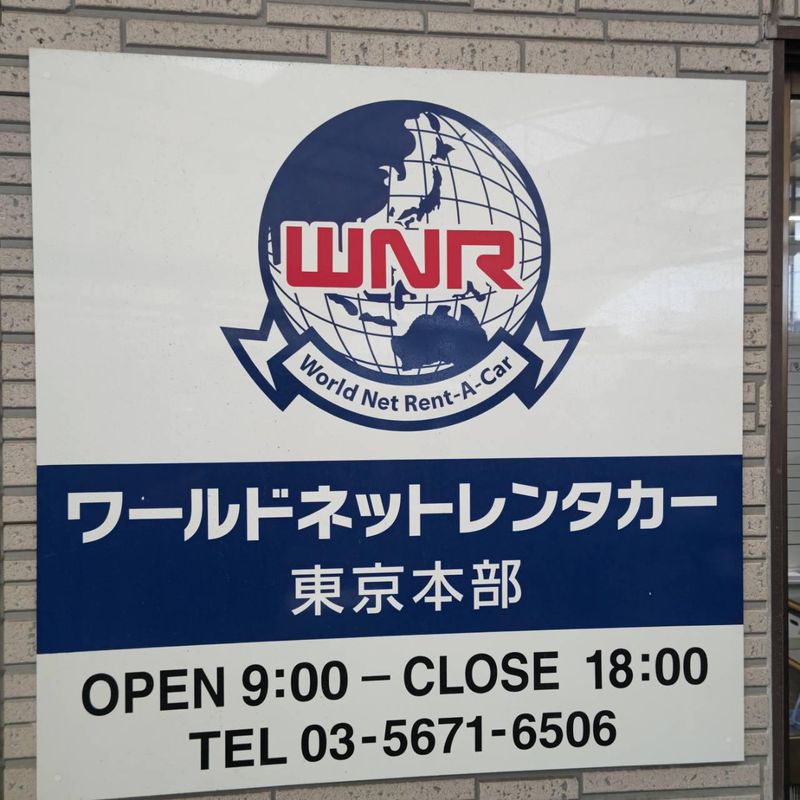 WNR
World Net Rent-A-Car
ワールドネットレンタカー
東京本部
OPEN 9:00 – CLOSE 18:00
TEL 03-5671-6506